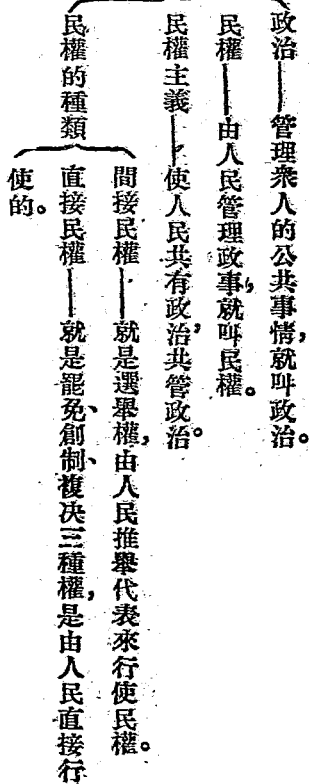 政治——管理衆人的公共事情，就叫政治。
民權——由人民管理政事，就叫民權。
民權主義——使人民共有政治，共管政治。
民權的種類
間接民權——就是選舉權，由人民推舉代表來行使民權。
直接民權——就是罷免、創制、複决三種權，是由人民直接行
使的。